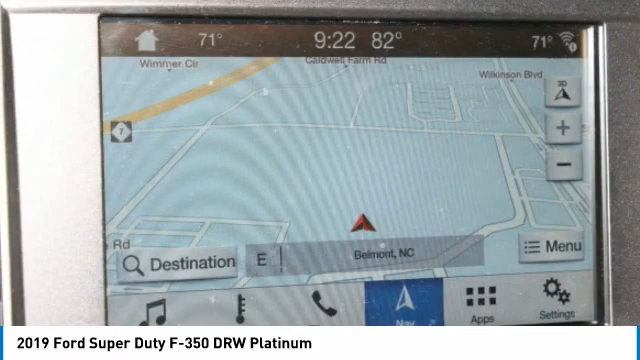 71° 9:22 82° 71°
Wimmer Cir Caldwell Farm Rd
Wilkinson Blvd
3D
7
+
−
Rd
Destination E Belmont, NC Menu
Nav Apps Settings
2019 Ford Super Duty F-350 DRW Platinum